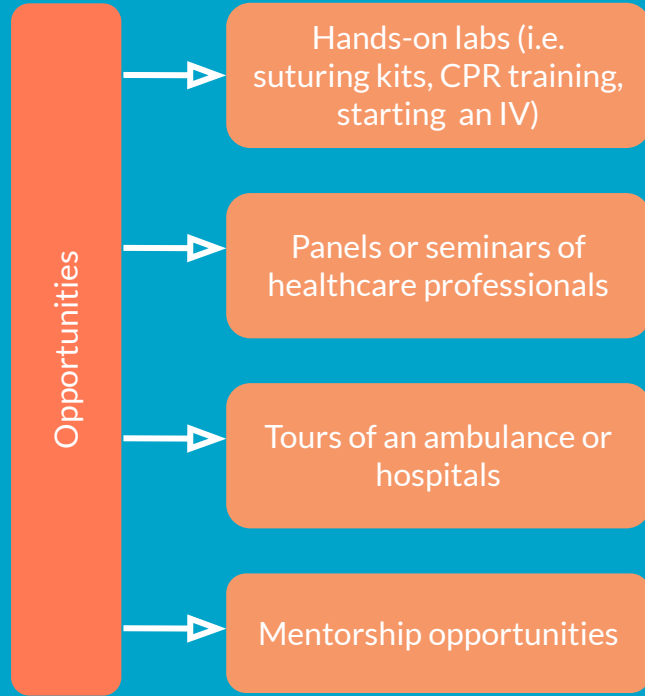 Opportunities
Hands-on labs (i.e.
suturing kits, CPR training,
starting an IV)
Panels or seminars of
healthcare professionals
Tours of an ambulance or
hospitals
Mentorship opportunities